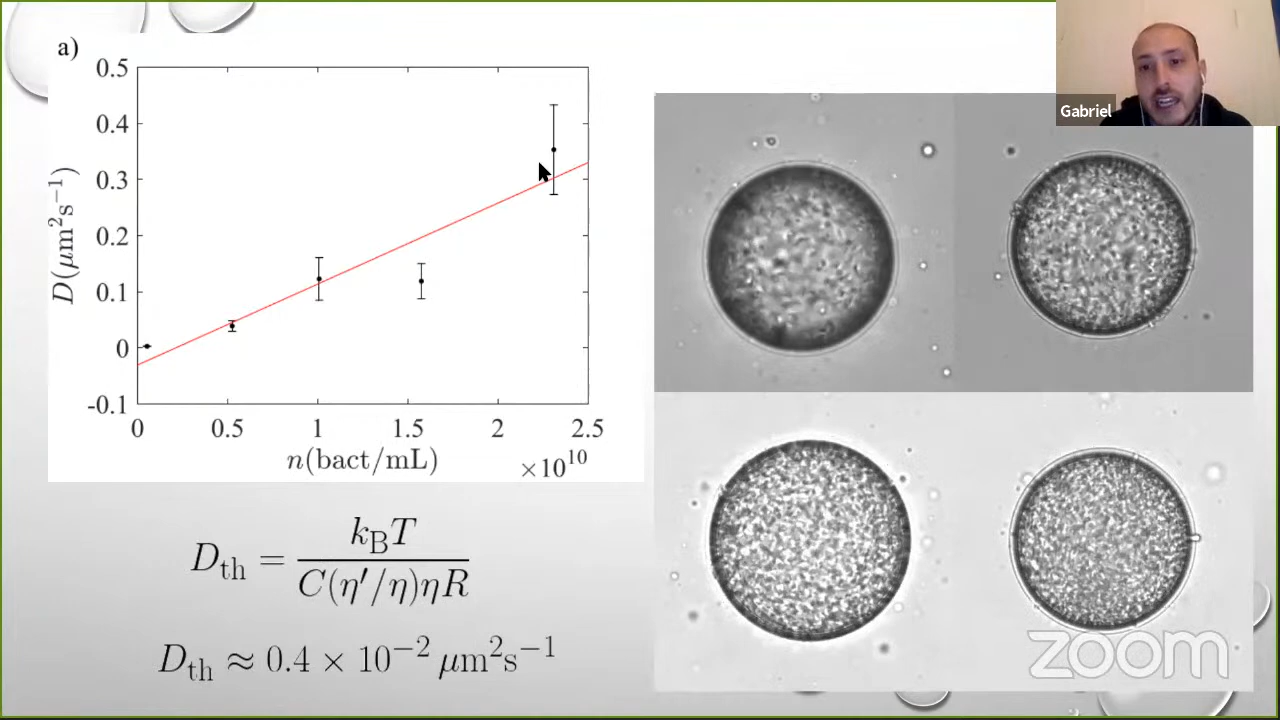 a)
0.5
0.4
0.3
0.2
0.1
0
-0.1
D(μm²s⁻¹)
0 0.5 1 1.5 2 2.5
n(bact/mL) ×10¹⁰
D_th = k_BT / C(η′/η)ηR
D_th ≈ 0.4 × 10⁻² μm²s⁻¹
Gabriel
zoom